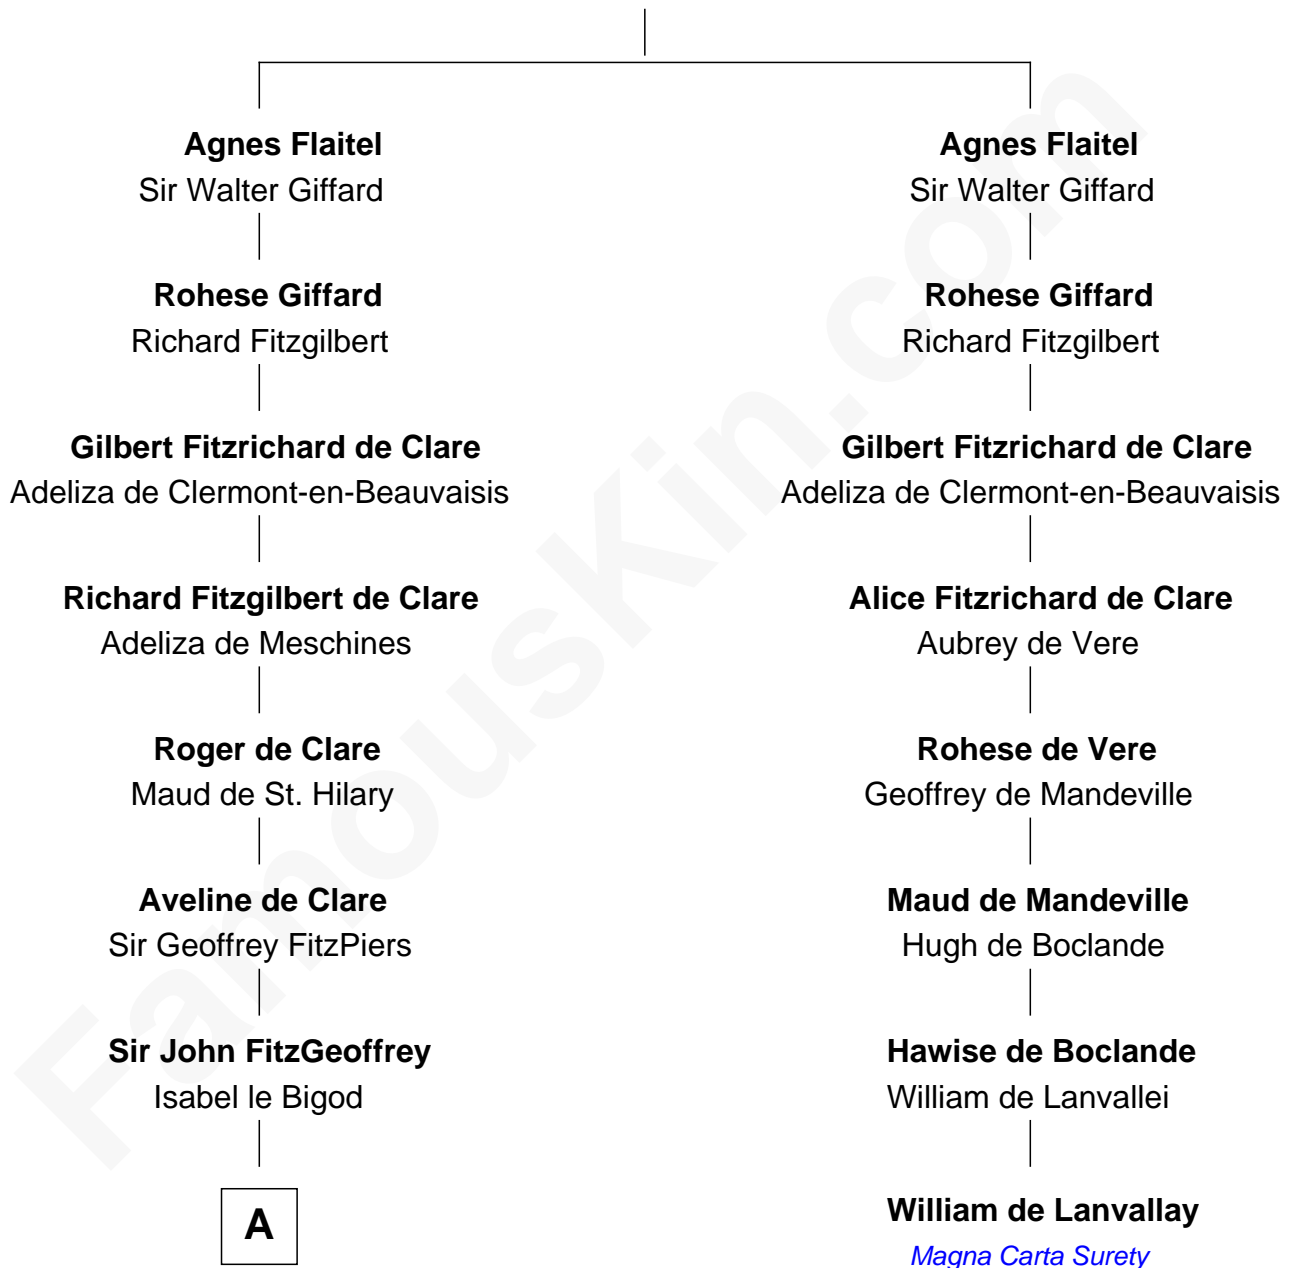 Agnes Flaitel
Sir Walter Giffard
Rohese Giffard
Richard Fitzgilbert
Gilbert Fitzrichard de Clare
Adeliza de Clermont-en-Beauvaisis
Richard Fitzgilbert de Clare
Adeliza de Meschines
Roger de Clare
Maud de St. Hilary
Aveline de Clare
Sir Geoffrey FitzPiers
Sir John FitzGeoffrey
Isabel le Bigod
A
Agnes Flaitel
Sir Walter Giffard
Rohese Giffard
Richard Fitzgilbert
Gilbert Fitzrichard de Clare
Adeliza de Clermont-en-Beauvaisis
Alice Fitzrichard de Clare
Aubrey de Vere
Rohese de Vere
Geoffrey de Mandeville
Maud de Mandeville
Hugh de Boclande
Hawise de Boclande
William de Lanvallei
William de Lanvallay
Magna Carta Surety
FamousKin.com